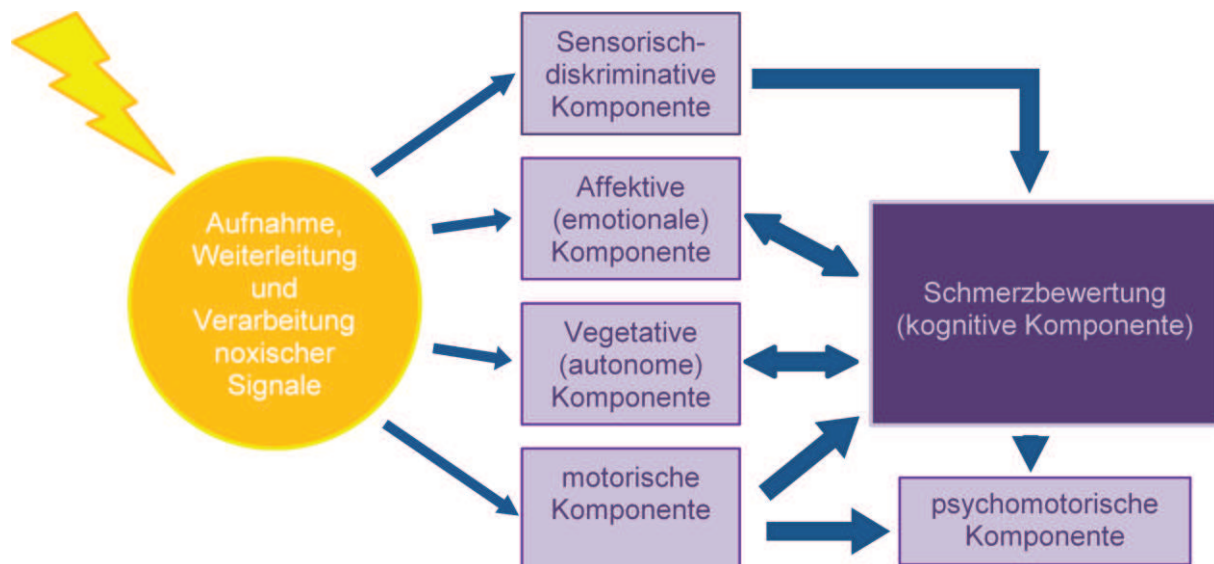 Aufnahme,
Weiterleitung
und
Verarbeitung
noxischer
Signale
Sensorisch-
diskriminative
Komponente
Affektive
(emotionale)
Komponente
Vegetative
(autonome)
Komponente
motorische
Komponente
Schmerzbewertung
(kognitive Komponente)
psychomotorische
Komponente